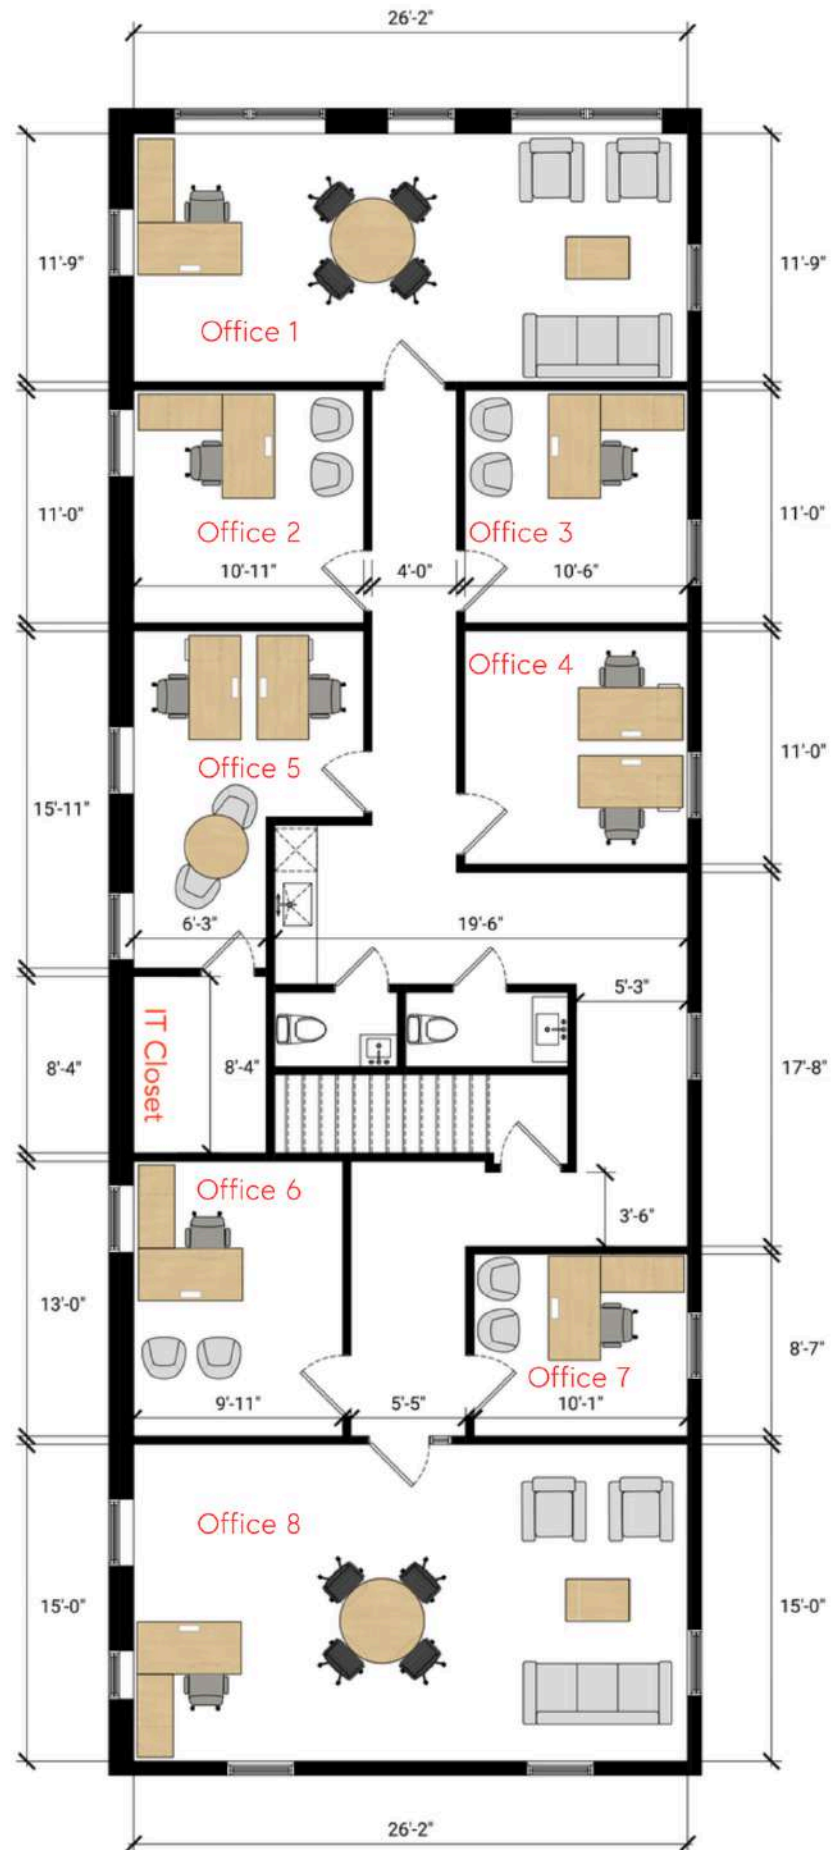 26'-2"
11'-9"
11'-9"
Office 1
Office 2
Office 3
11'-0"
11'-0"
10'-11"
4'-0"
10'-6"
Office 4
Office 5
11'-0"
15'-11"
6'-3"
19'-6"
5'-3"
IT Closet
8'-4"
8'-4"
17'-8"
Office 6
3'-6"
13'-0"
8'-7"
Office 7
9'-11"
5'-5"
10'-1"
Office 8
15'-0"
15'-0"
26'-2"